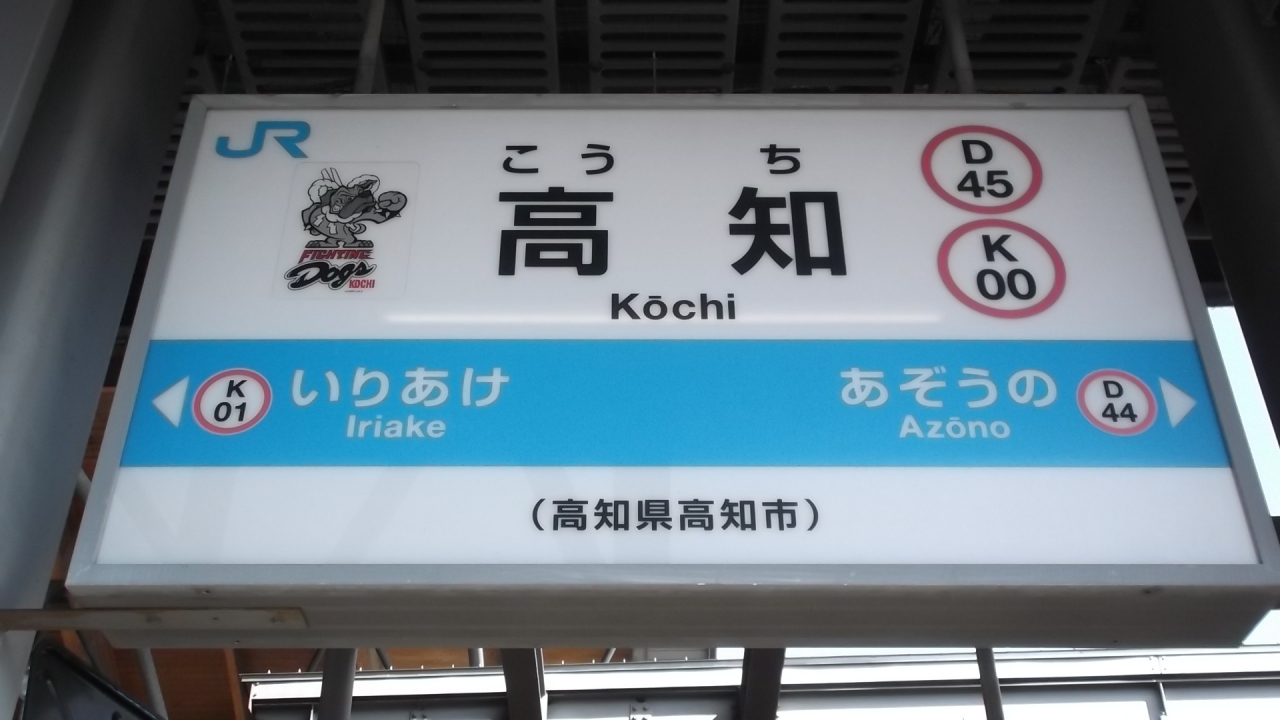 JR
FIGHTING
Dogs
KOCHI
こうち
高知
Kōchi
D
45
K
00
K
01
いりあけ
Iriake
あぞうの
Azōno
D
44
（高知県高知市）